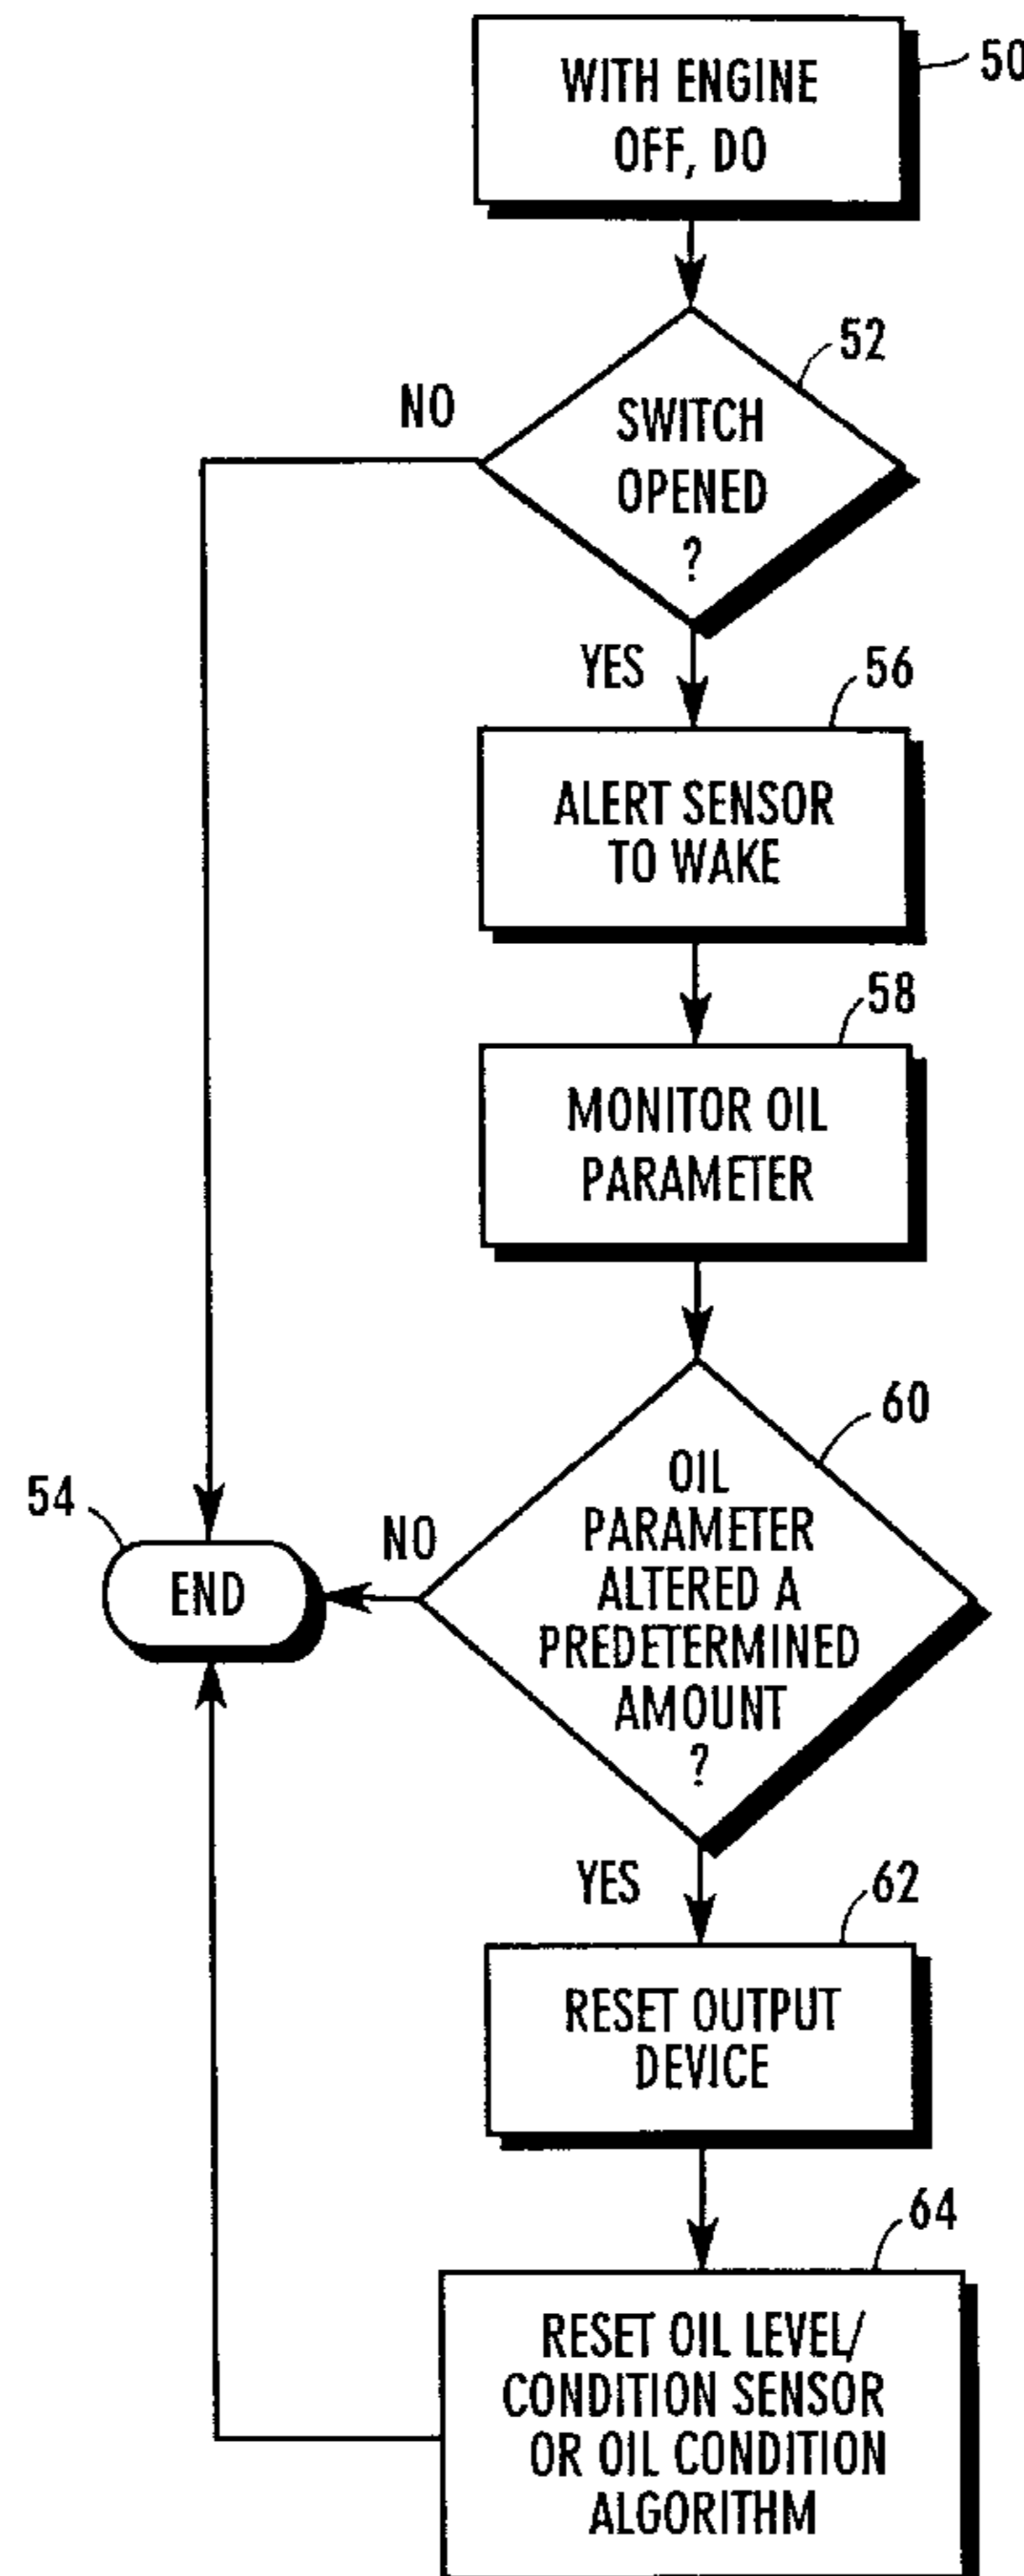 WITH ENGINE
OFF, DO
50
52
NO
SWITCH
OPENED
?
YES
56
ALERT SENSOR
TO WAKE
58
MONITOR OIL
PARAMETER
60
OIL
PARAMETER
ALTERED A
PREDETERMINED
AMOUNT
?
54
END
NO
YES
62
RESET OUTPUT
DEVICE
64
RESET OIL LEVEL/
CONDITION SENSOR
OR OIL CONDITION
ALGORITHM